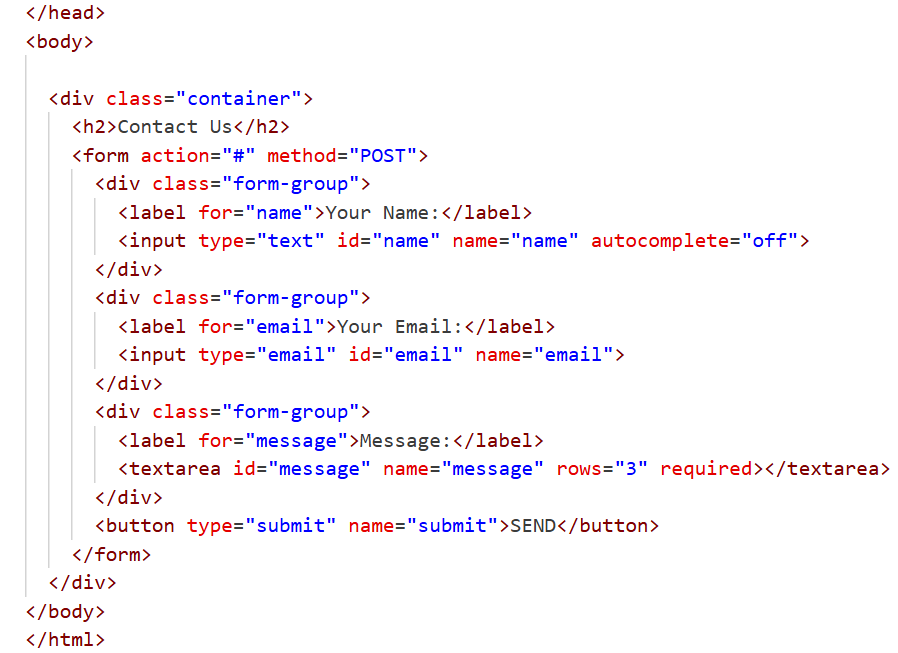 </head>
<body>
<div class="container">
<h2>Contact Us</h2>
<form action="#" method="POST">
<div class="form-group">
<label for="name">Your Name:</label>
<input type="text" id="name" name="name" autocomplete="off">
</div>
<div class="form-group">
<label for="email">Your Email:</label>
<input type="email" id="email" name="email">
</div>
<div class="form-group">
<label for="message">Message:</label>
<textarea id="message" name="message" rows="3" required></textarea>
</div>
<button type="submit" name="submit">SEND</button>
</form>
</div>
</body>
</html>